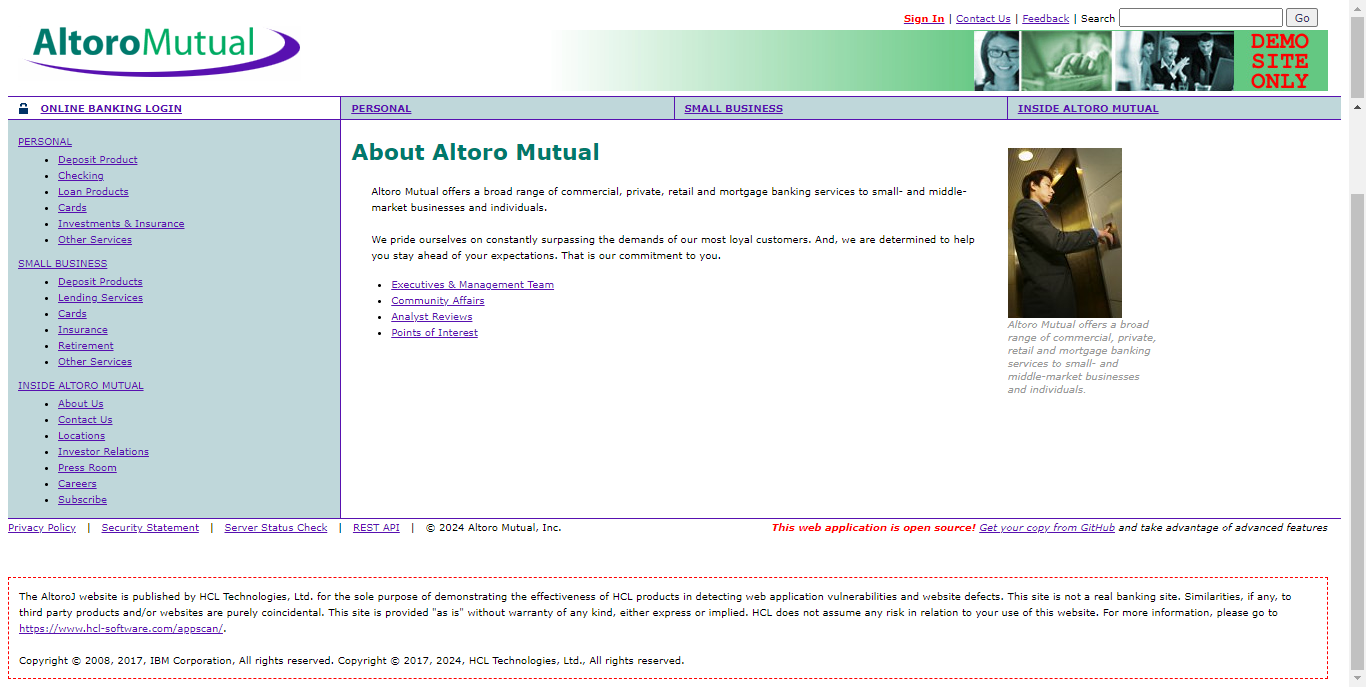 Sign In | Contact Us | Feedback | Search Go
AltoroMutual
DEMO
SITE
ONLY
ONLINE BANKING LOGIN
PERSONAL
SMALL BUSINESS
INSIDE ALTORO MUTUAL
PERSONAL
Deposit Product
Checking
Loan Products
Cards
Investments & Insurance
Other Services
SMALL BUSINESS
Deposit Products
Lending Services
Cards
Insurance
Retirement
Other Services
INSIDE ALTORO MUTUAL
About Us
Contact Us
Locations
Investor Relations
Press Room
Careers
Subscribe
About Altoro Mutual
Altoro Mutual offers a broad range of commercial, private, retail and mortgage banking services to small- and middle-
market businesses and individuals.
We pride ourselves on constantly surpassing the demands of our most loyal customers. And, we are determined to help
you stay ahead of your expectations. That is our commitment to you.
Executives & Management Team
Community Affairs
Analyst Reviews
Points of Interest
Altoro Mutual offers a broad
range of commercial, private,
retail and mortgage banking
services to small- and
middle-market businesses
and individuals.
Privacy Policy | Security Statement | Server Status Check | REST API | © 2024 Altoro Mutual, Inc.
This web application is open source! Get your copy from GitHub and take advantage of advanced features
The AltoroJ website is published by HCL Technologies, Ltd. for the sole purpose of demonstrating the effectiveness of HCL products in detecting web application vulnerabilities and website defects. This site is not a real banking site. Similarities, if any, to
third party products and/or websites are purely coincidental. This site is provided "as is" without warranty of any kind, either express or implied. HCL does not assume any risk in relation to your use of this website. For more information, please go to
https://www.hcl-software.com/appscan/.
Copyright © 2008, 2017, IBM Corporation, All rights reserved. Copyright © 2017, 2024, HCL Technologies, Ltd., All rights reserved.